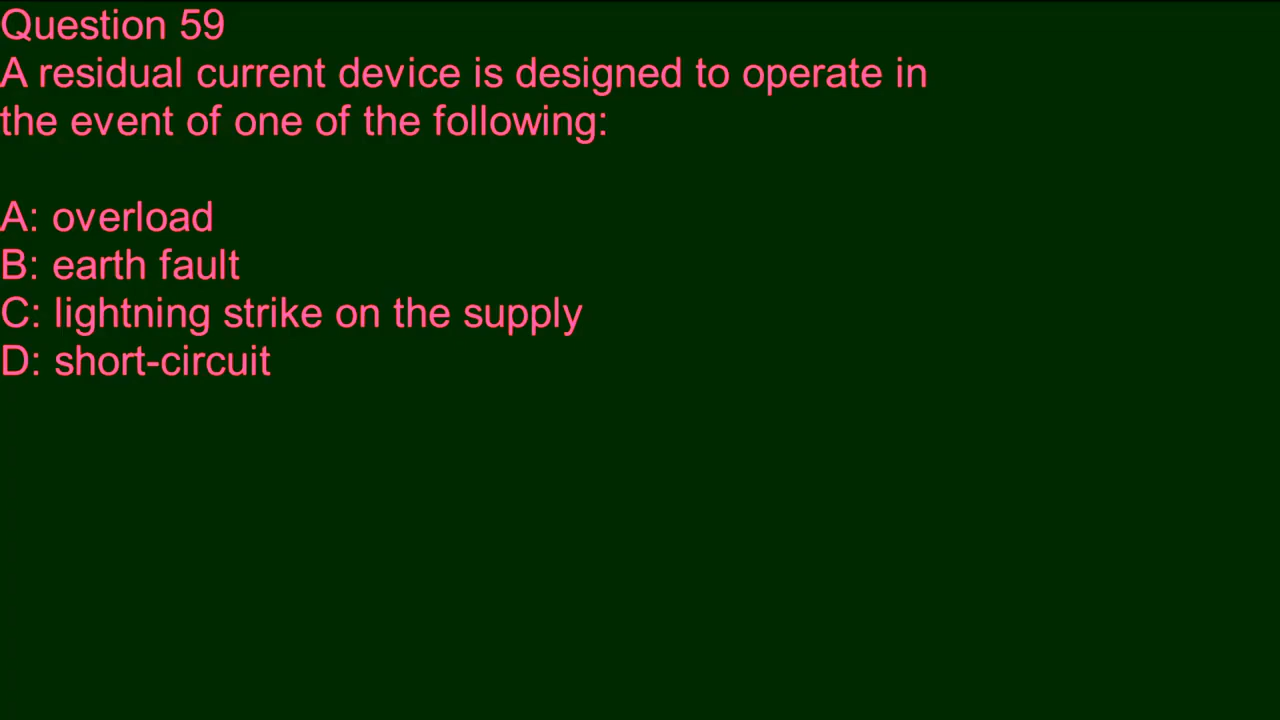 Question 59
A residual current device is designed to operate in
the event of one of the following:
A: overload
B: earth fault
C: lightning strike on the supply
D: short-circuit